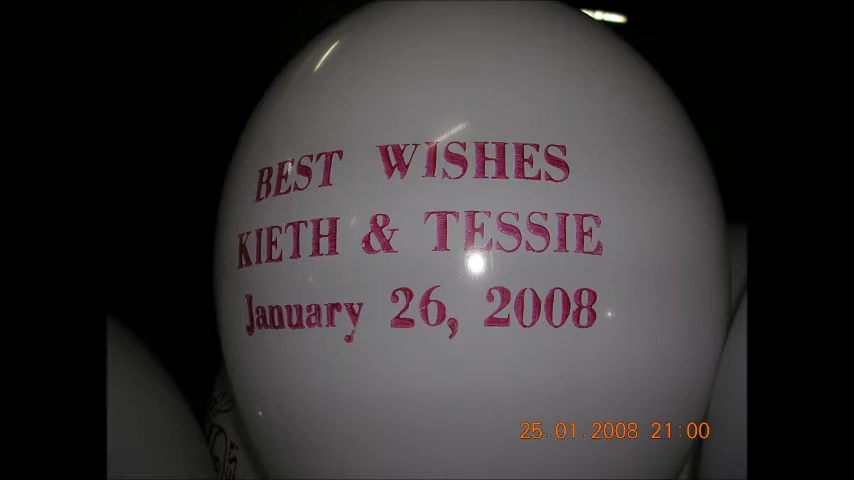 BEST WISHES
KIETH & TESSIE
January 26, 2008
25.01.2008 21:00